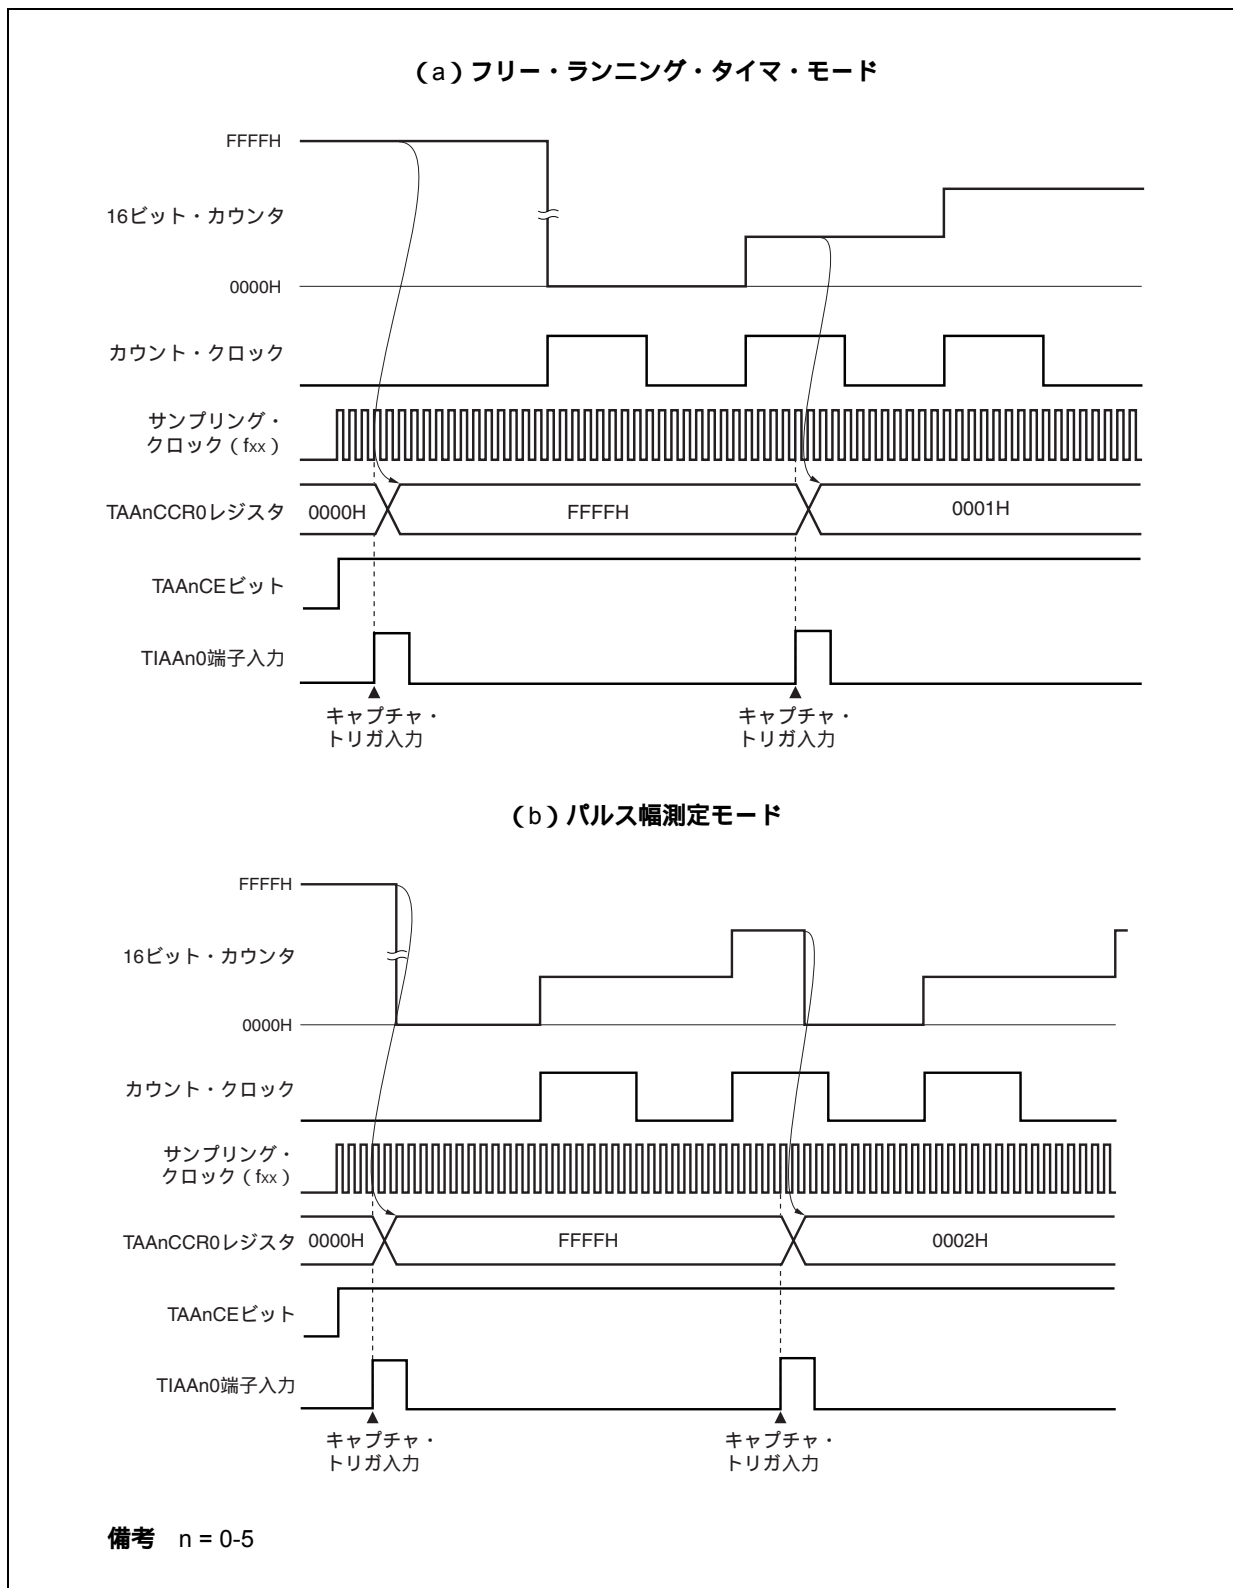 （a）フリー・ランニング・タイマ・モード
FFFFH
16ビット・カウンタ
0000H
カウント・クロック
サンプリング・
クロック（fxx）
TAAnCCR0レジスタ
0000H
FFFFH
0001H
TAAnCEビット
TIAAn0端子入力
キャプチャ・
トリガ入力
キャプチャ・
トリガ入力
（b）パルス幅測定モード
FFFFH
16ビット・カウンタ
0000H
カウント・クロック
サンプリング・
クロック（fxx）
TAAnCCR0レジスタ
0000H
FFFFH
0002H
TAAnCEビット
TIAAn0端子入力
キャプチャ・
トリガ入力
キャプチャ・
トリガ入力
備考 n = 0-5